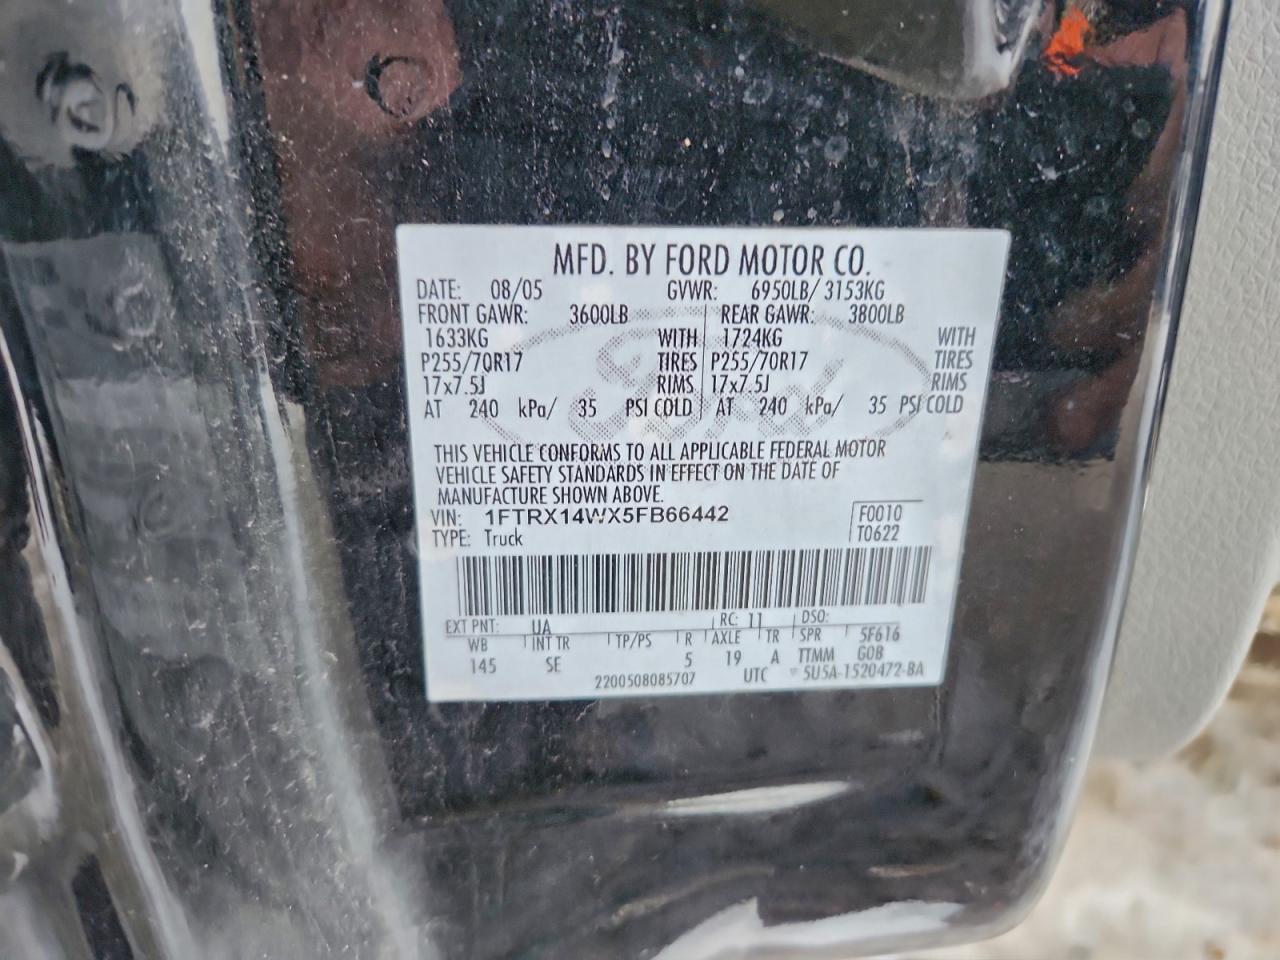 MFD. BY FORD MOTOR CO.
DATE: 08/05 GVWR: 6950LB/ 3153KG
FRONT GAWR: 3600LB REAR GAWR: 3800LB
1633KG WITH 1724KG WITH
P255/70R17 TIRES P255/70R17 TIRES
17x7.5J RIMS 17x7.5J RIMS
AT 240 kPa/ 35 PSI COLD AT 240 kPa/ 35 PSI COLD
Ford
THIS VEHICLE CONFORMS TO ALL APPLICABLE FEDERAL MOTOR
VEHICLE SAFETY STANDARDS IN EFFECT ON THE DATE OF
MANUFACTURE SHOWN ABOVE.
VIN: 1FTRX14WX5FB66442 F0010
TYPE: Truck T0622
EXT PNT: UA RC: 11 DSO:
WB INT TR TP/PS R AXLE TR SPR 5F616
145 SE 5 19 A TTMM GOB
2200508085707 UTC 5U5A-1520472-BA